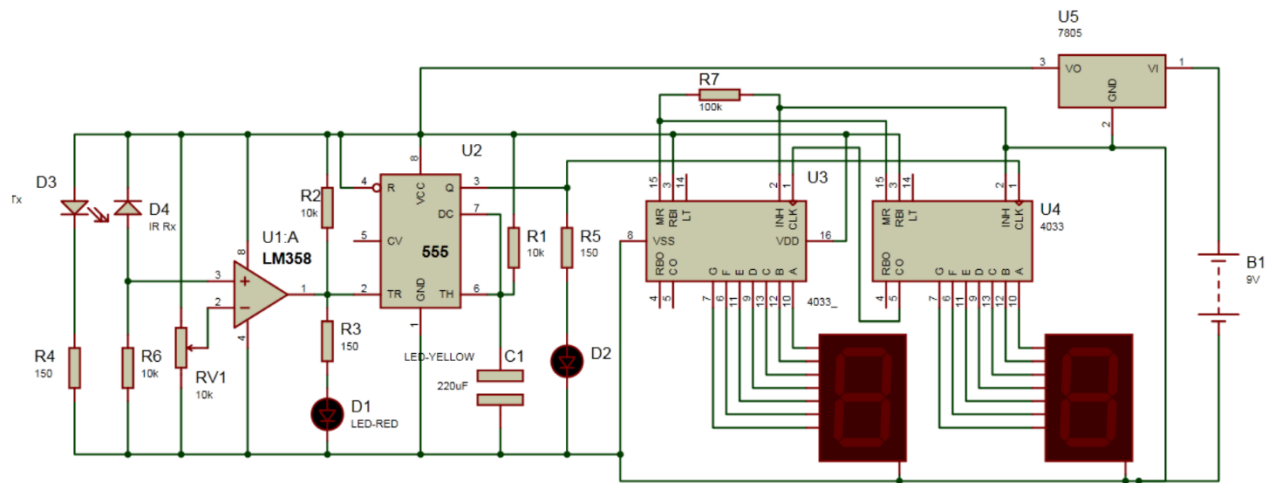 U5
7805
3 VO VI 1
GND
2
R7
100k
D3
Tx
D4
IR Rx
R2
10k
U2
4 R VCC 8 Q 3
DC 7
5 CV 555
2 TR GND TH 6
1
R1
10k
R5
150
15 3 14 2 1
MR RBI LT INH CLK
U3
8 VSS VDD 16
RBO CO G F E D C B A
4 5 7 6 11 9 13 12 10
4033_
15 3 14 2 1
MR RBI LT INH CLK
U4
4033
RBO CO G F E D C B A
4 5 7 6 11 9 13 12 10
B1
9V
U1:A
LM358
8
3 +
1
2 −
4
R4
150
R6
10k
RV1
10k
R3
150
LED-YELLOW
C1
220uF
D2
D1
LED-RED